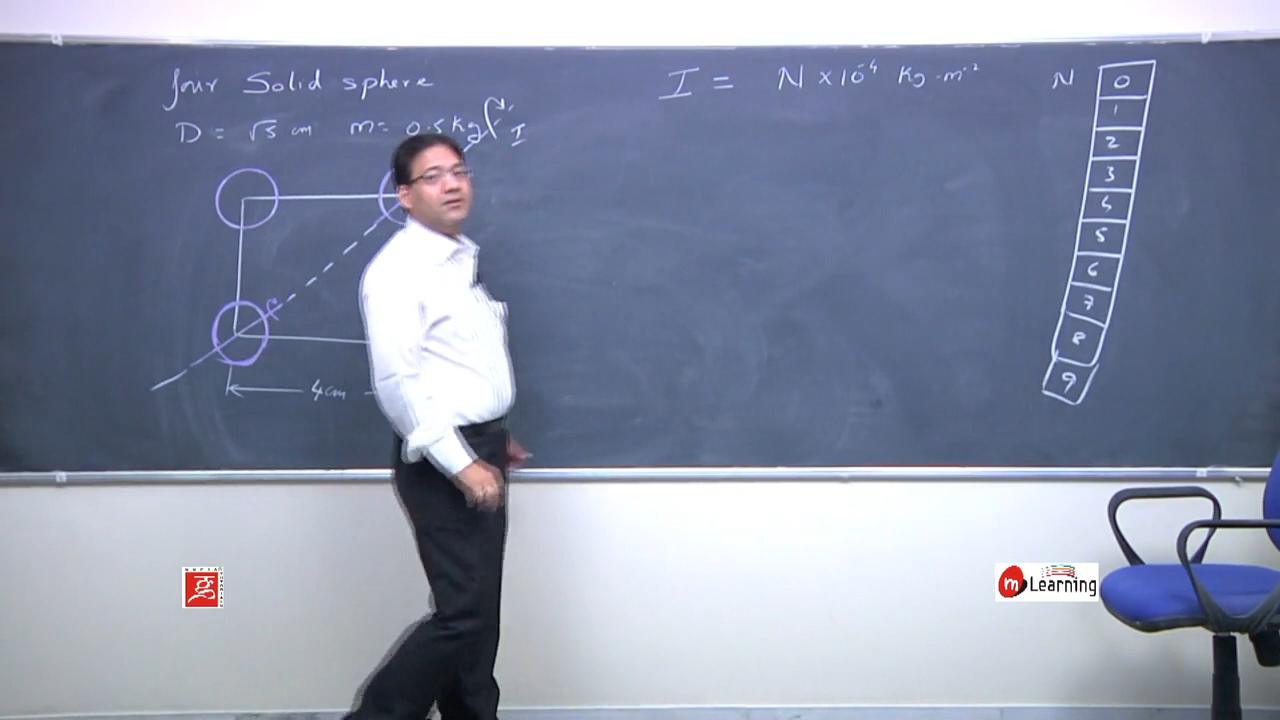 four Solid sphere
D = √5 cm m = 0.5 Kg
I
4cm
I = N × 10⁻⁴ Kg-m⁻²
N
0
1
2
3
4
5
6
7
8
9
m Learning